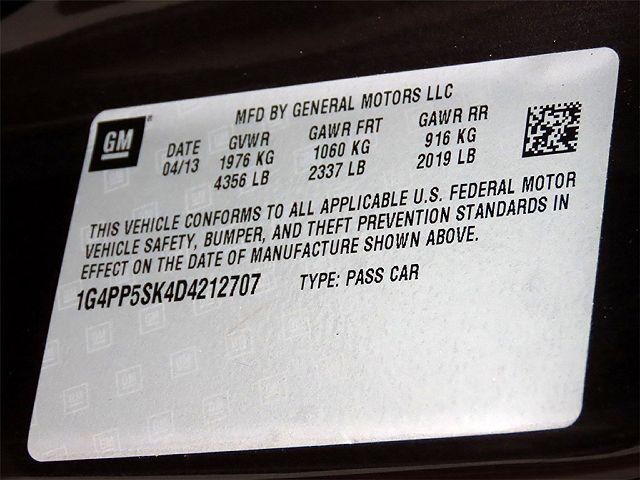 MFD BY GENERAL MOTORS LLC
GM®
DATE GVWR GAWR FRT GAWR RR
04/13 1976 KG 1060 KG 916 KG
4356 LB 2337 LB 2019 LB
THIS VEHICLE CONFORMS TO ALL APPLICABLE U.S. FEDERAL MOTOR
VEHICLE SAFETY, BUMPER, AND THEFT PREVENTION STANDARDS IN
EFFECT ON THE DATE OF MANUFACTURE SHOWN ABOVE.
1G4PP5SK4D4212707 TYPE: PASS CAR